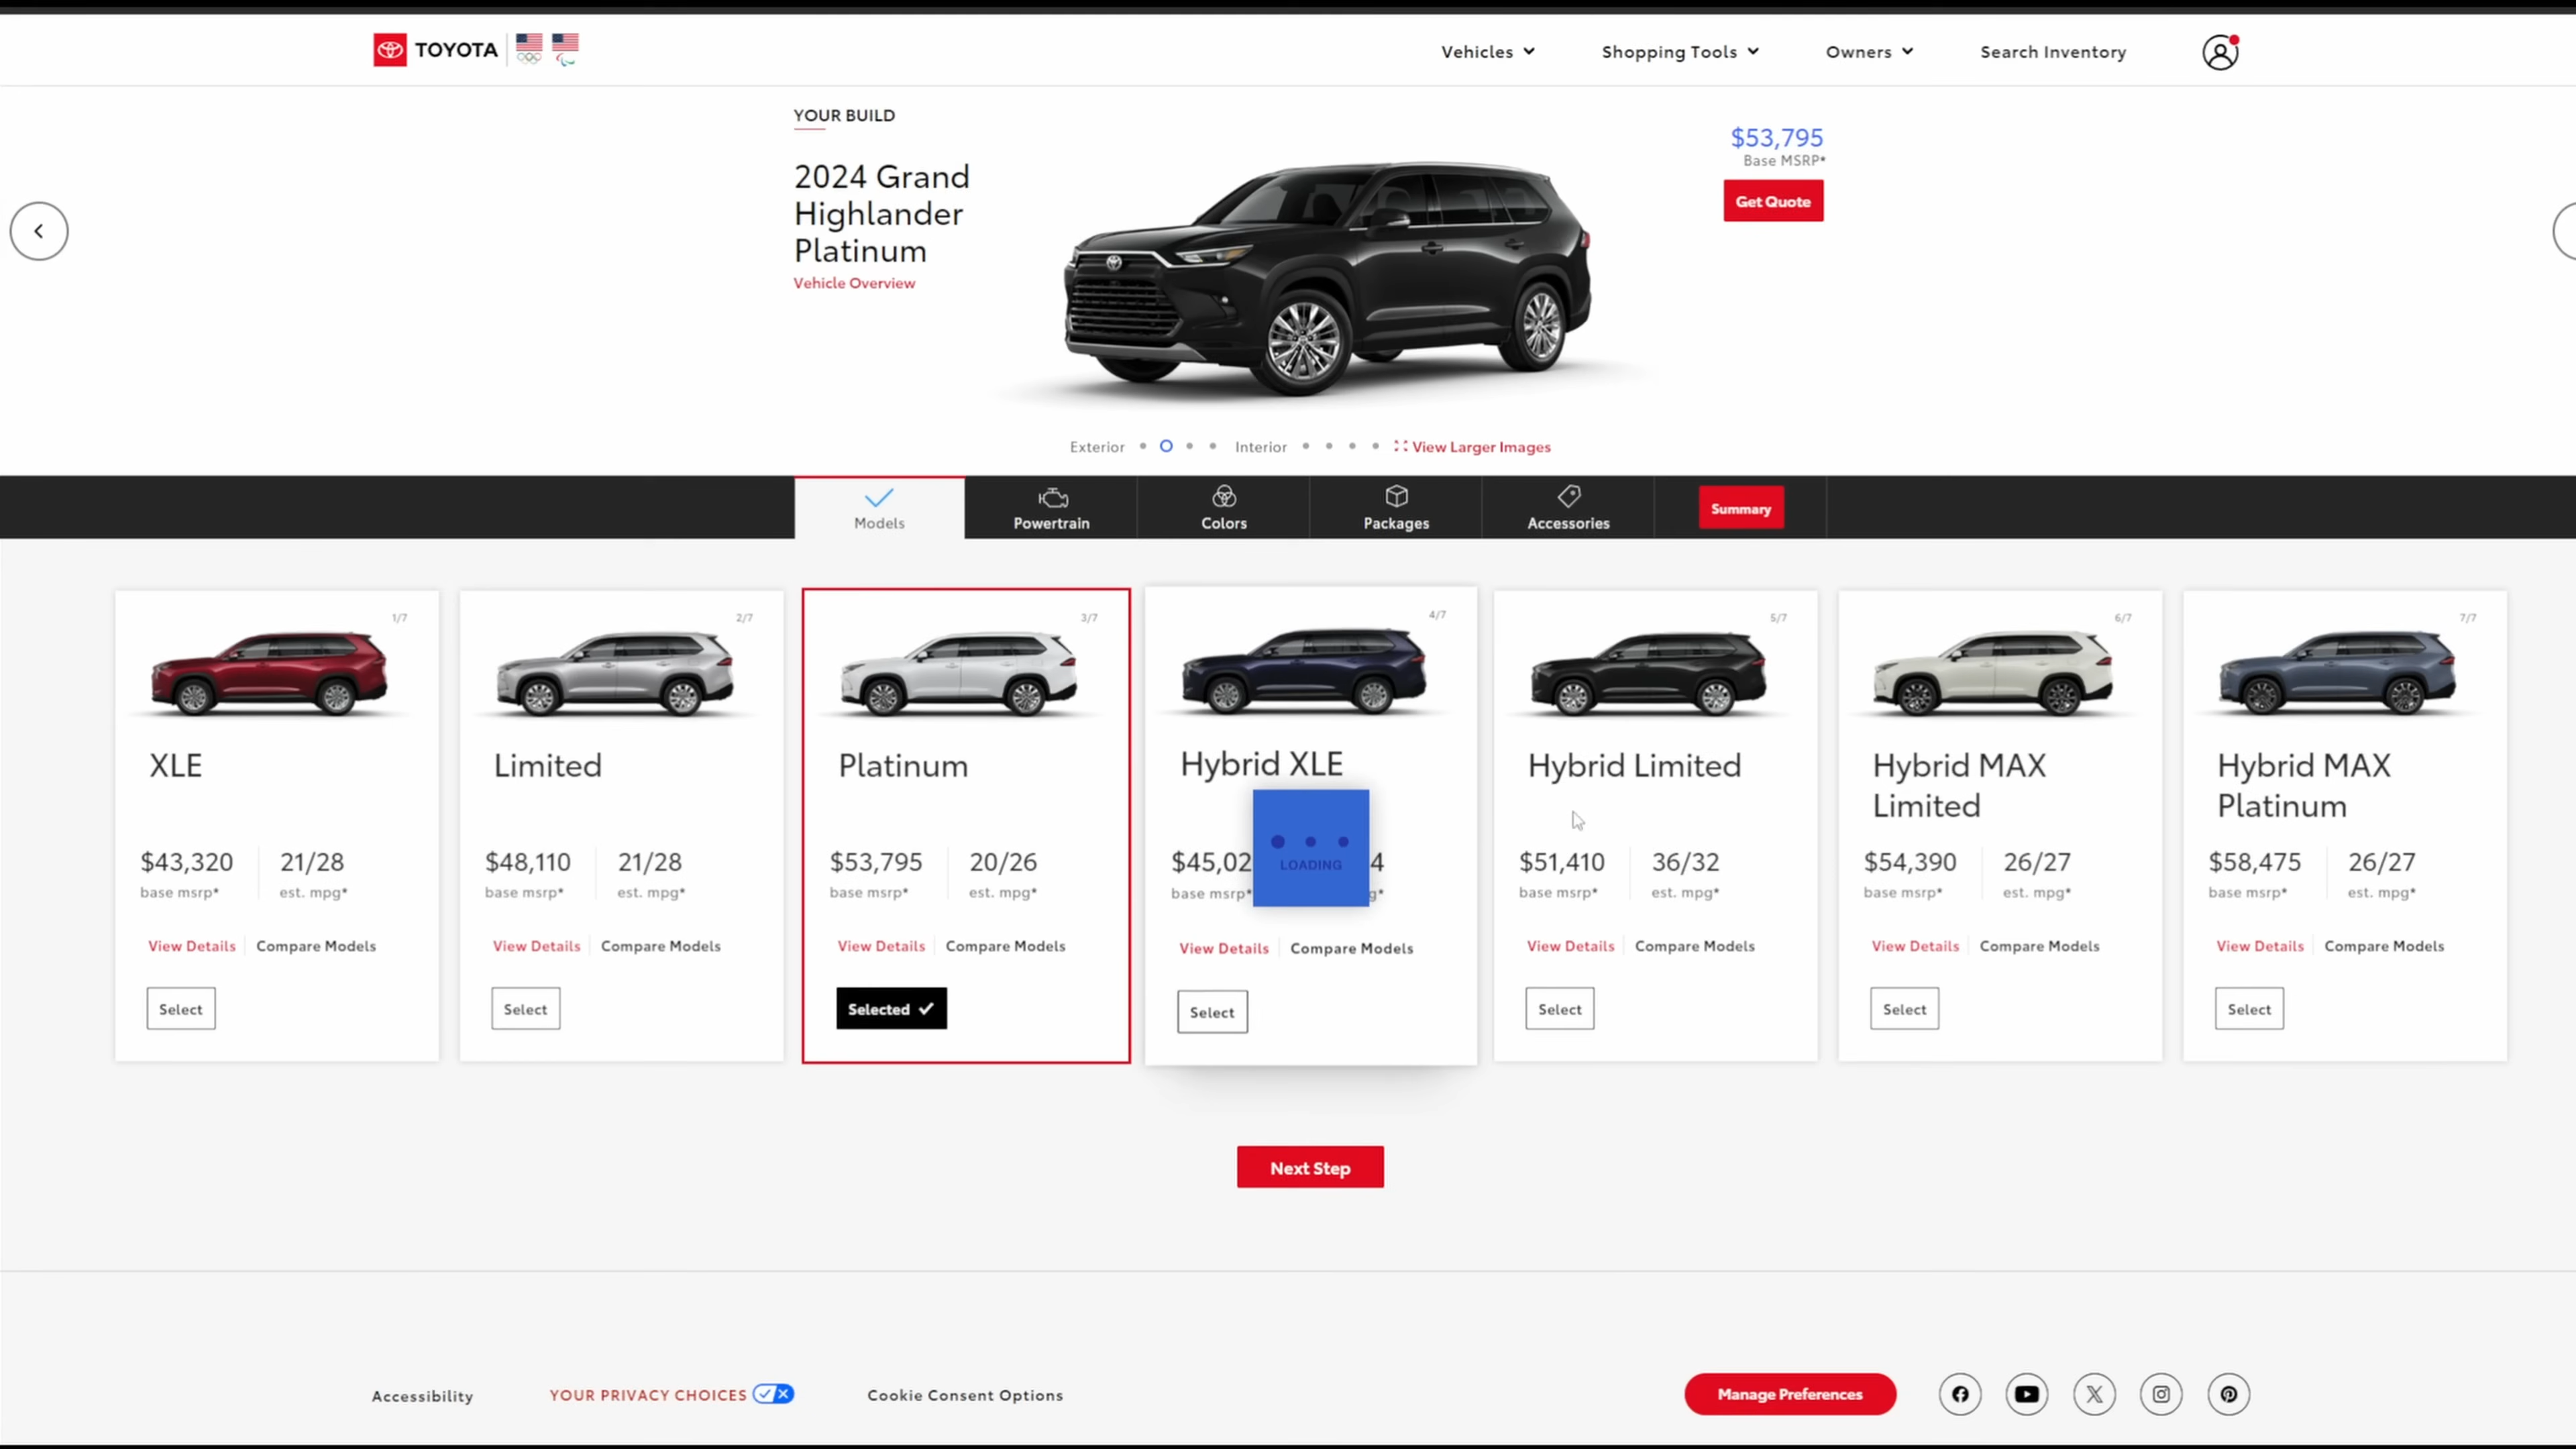 TOYOTA
Vehicles
Shopping Tools
Owners
Search Inventory
YOUR BUILD
2024 Grand
Highlander
Platinum
Vehicle Overview
$53,795
Base MSRP*
Get Quote
Exterior
Interior
View Larger Images
Models
Powertrain
Colors
Packages
Accessories
Summary
1/7
XLE
$43,320
base msrp*
21/28
est. mpg*
View Details
Compare Models
Select
2/7
Limited
$48,110
base msrp*
21/28
est. mpg*
View Details
Compare Models
Select
3/7
Platinum
$53,795
base msrp*
20/26
est. mpg*
View Details
Compare Models
Selected
4/7
Hybrid XLE
$45,02
base msrp*
LOADING
4
g*
View Details
Compare Models
Select
5/7
Hybrid Limited
$51,410
base msrp*
36/32
est. mpg*
View Details
Compare Models
Select
6/7
Hybrid MAX
Limited
$54,390
base msrp*
26/27
est. mpg*
View Details
Compare Models
Select
7/7
Hybrid MAX
Platinum
$58,475
base msrp*
26/27
est. mpg*
View Details
Compare Models
Select
Next Step
Accessibility
YOUR PRIVACY CHOICES
Cookie Consent Options
Manage Preferences